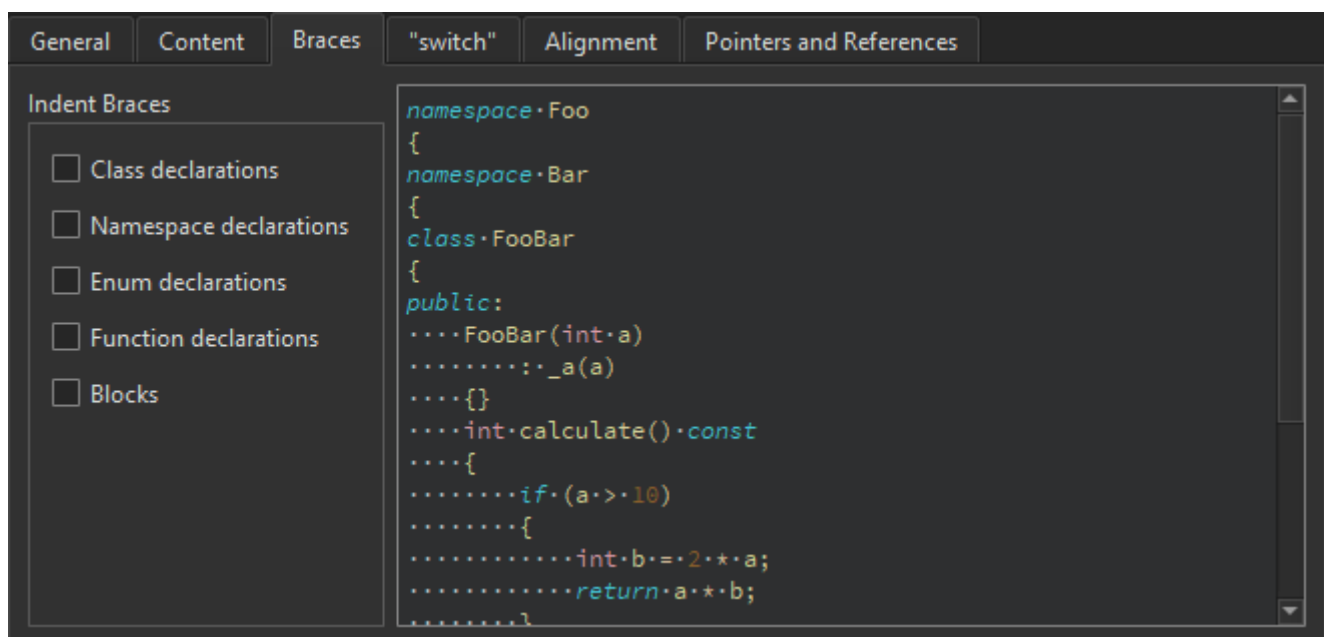 General Content Braces "switch" Alignment Pointers and References
Indent Braces
Class declarations
Namespace declarations
Enum declarations
Function declarations
Blocks
namespace·Foo
{
namespace·Bar
{
class·FooBar
{
public:
····FooBar(int·a)
········:·_a(a)
····{}
····int·calculate()·const
····{
········if·(a·>·10)
········{
············int·b·=·2·*·a;
············return·a·*·b;
········}